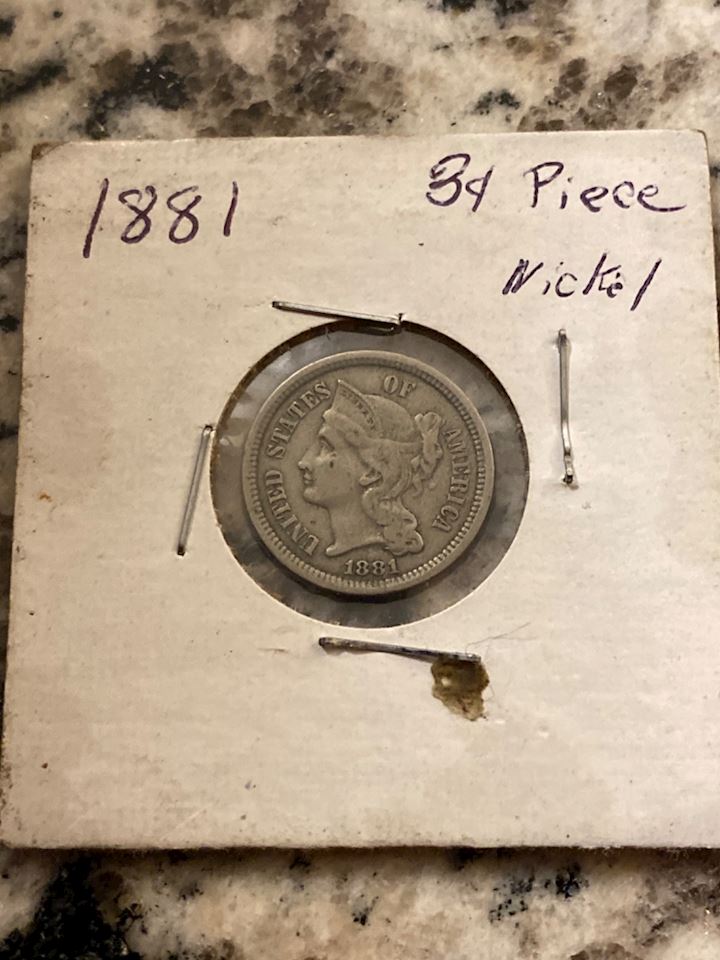 1881
3¢ Piece
Nickel
UNITED STATES OF AMERICA
1881